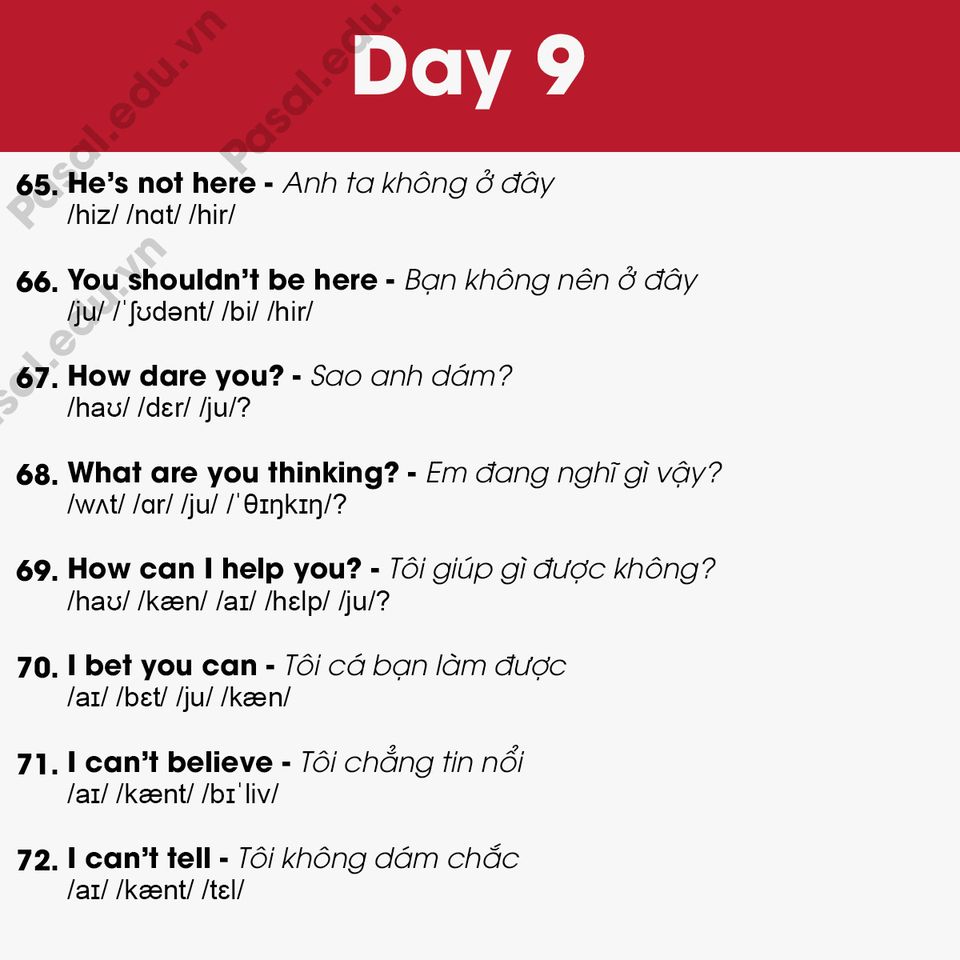 Day 9
Pasal.edu.vn
Pasal.edu.vn
65. He's not here - Anh ta không ở đây
/hiz/ /nɑt/ /hir/
66. You shouldn't be here - Bạn không nên ở đây
/ju/ /ˈʃʊdənt/ /bi/ /hir/
sal.edu.vn
67. How dare you? - Sao anh dám?
/haʊ/ /dɛr/ /ju/?
68. What are you thinking? - Em đang nghĩ gì vậy?
/wʌt/ /ɑr/ /ju/ /ˈθɪŋkɪŋ/?
69. How can I help you? - Tôi giúp gì được không?
/haʊ/ /kæn/ /aɪ/ /hɛlp/ /ju/?
70. I bet you can - Tôi cá bạn làm được
/aɪ/ /bɛt/ /ju/ /kæn/
71. I can't believe - Tôi chẳng tin nổi
/aɪ/ /kænt/ /bɪˈliv/
72. I can't tell - Tôi không dám chắc
/aɪ/ /kænt/ /tɛl/